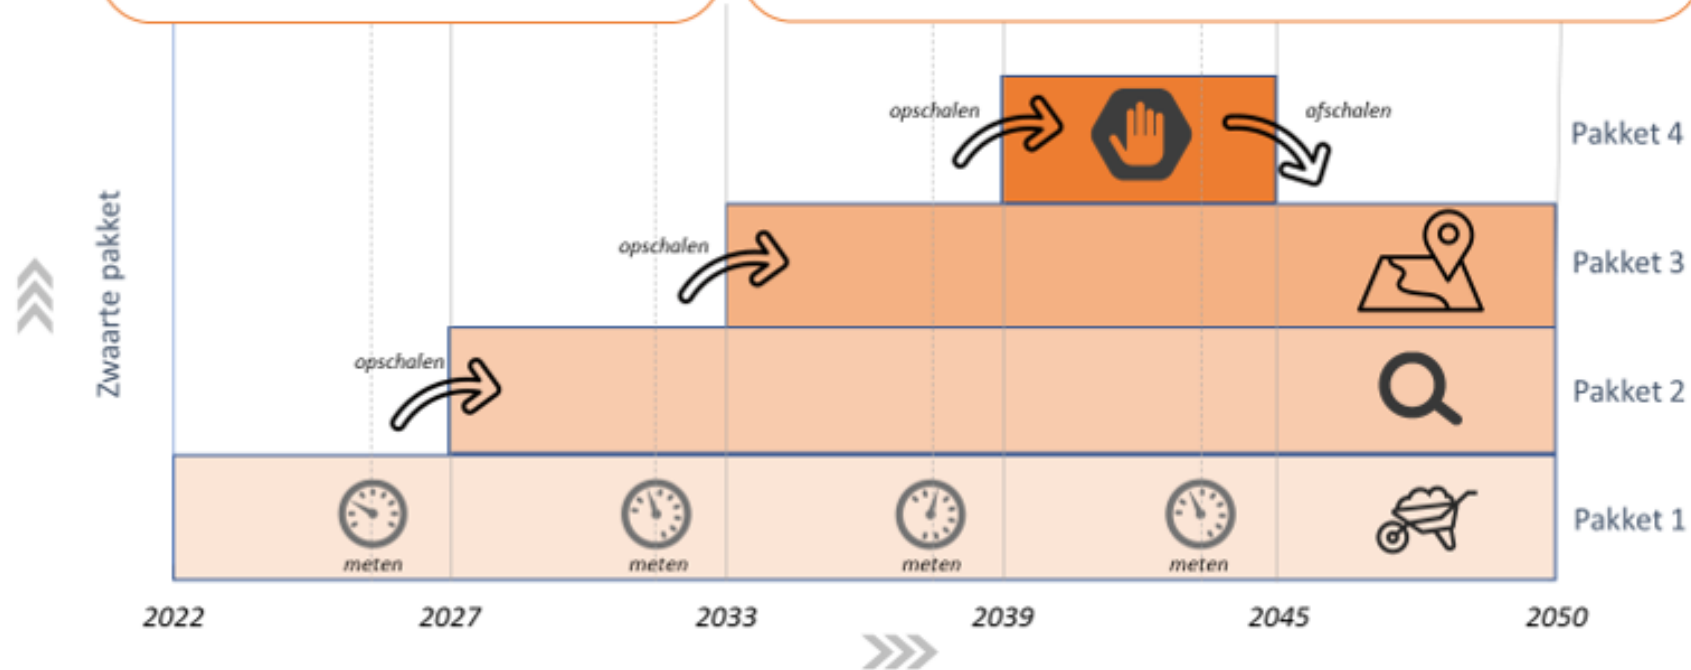 opschalen
afschalen
Pakket 4
opschalen
Pakket 3
opschalen
Pakket 2
Zwaarte pakket
Pakket 1
meten meten meten meten
2022 2027 2033 2039 2045 2050